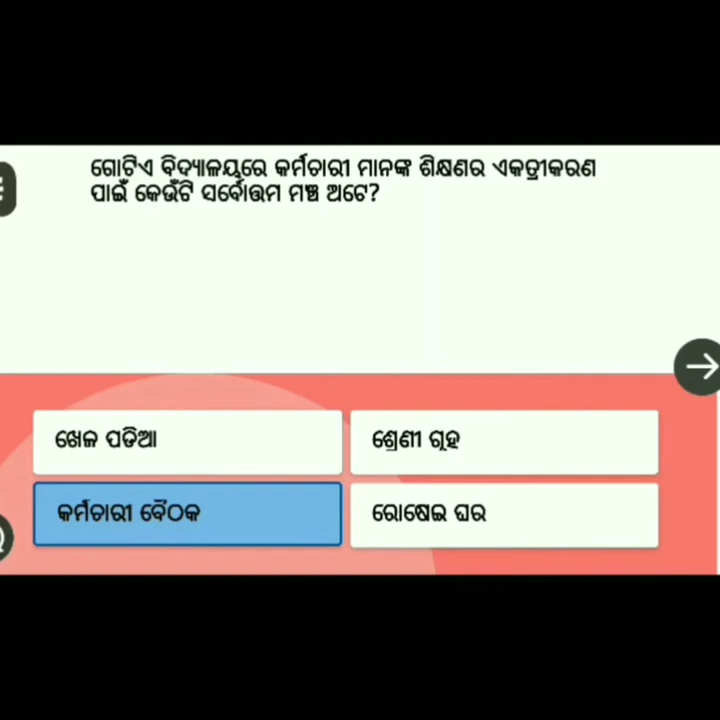 ଗୋଟିଏ ବିଦ୍ୟାଳୟରେ କର୍ମଚାରୀ ମାନଙ୍କ ଶିକ୍ଷଣର ଏକତ୍ରୀକରଣ
ପାଇଁ କେଉଁଟି ସର୍ବୋତ୍ତମ ମଞ୍ଚ ଅଟେ?
ଖେଳ ପଡିଆ
ଶ୍ରେଣୀ ଗୃହ
କର୍ମଚାରୀ ବୈଠକ
ରୋଷେଇ ଘର